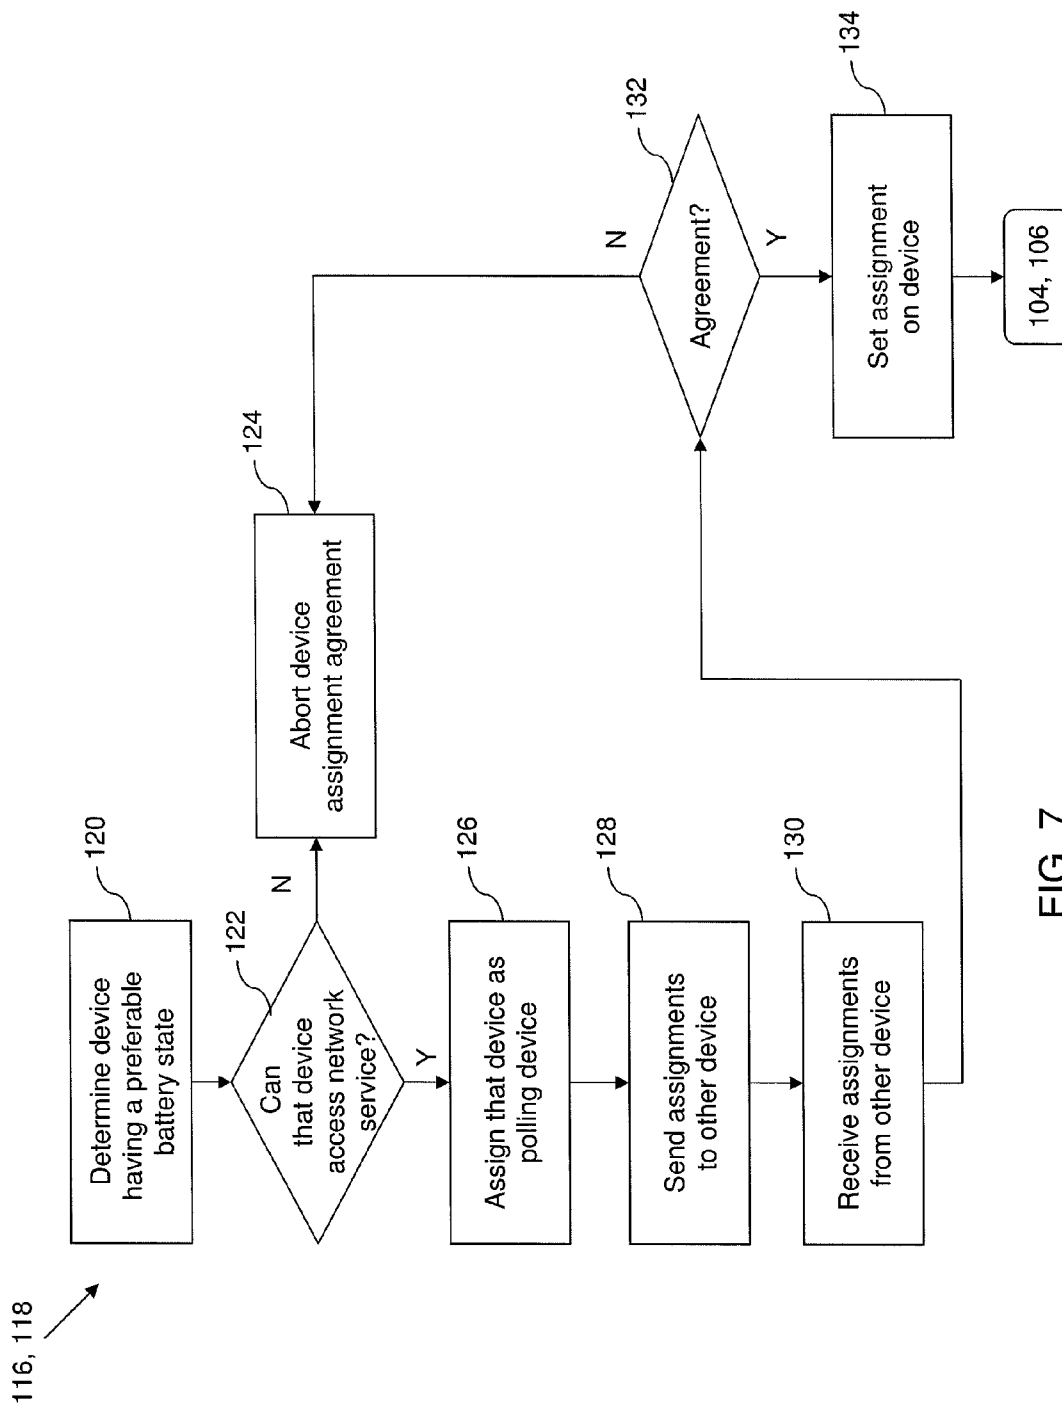 116, 118
Determine device
having a preferable
battery state
120
Can
that device
access network
service?
122
N
Y
Abort device
assignment agreement
124
Assign that device as
polling device
126
Send assignments
to other device
128
Receive assignments
from other device
130
Agreement?
132
N
Y
Set assignment
on device
134
104, 106
FIG. 7